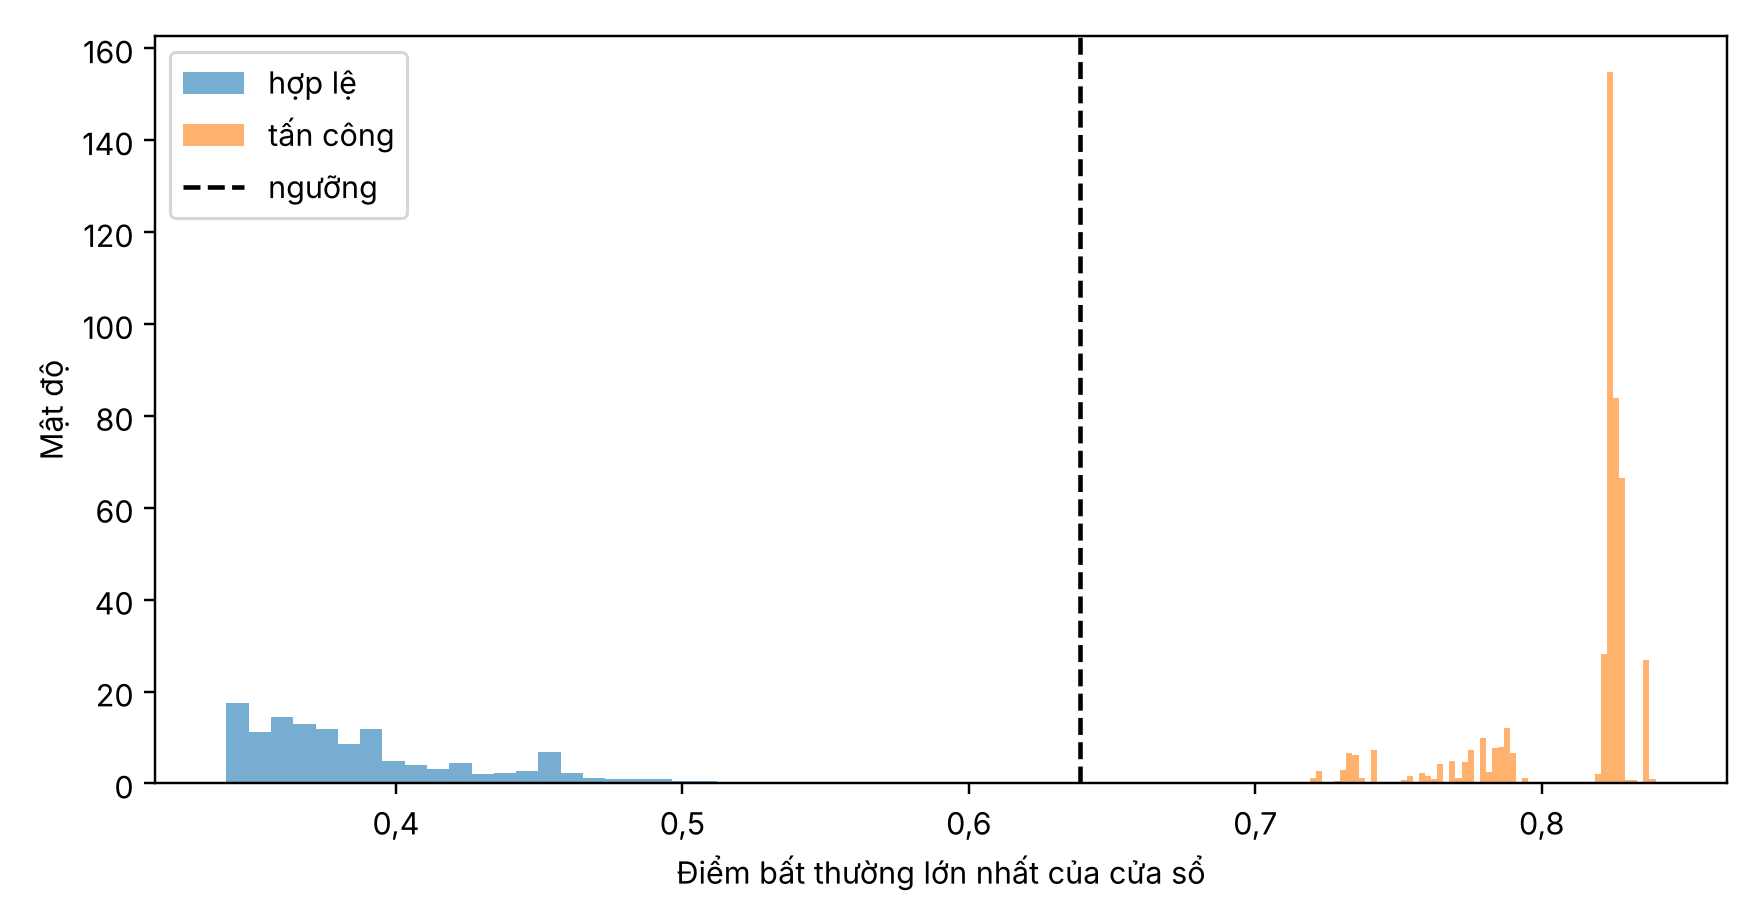 160
140
120
100
80
60
40
20
0
Mật độ
hợp lệ
tấn công
ngưỡng
0,4 0,5 0,6 0,7 0,8
Điểm bất thường lớn nhất của cửa sổ